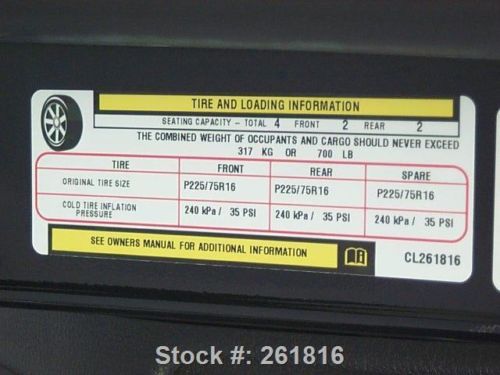 TIRE AND LOADING INFORMATION
SEATING CAPACITY - TOTAL 4 FRONT 2 REAR 2
THE COMBINED WEIGHT OF OCCUPANTS AND CARGO SHOULD NEVER EXCEED
317 KG OR 700 LB
TIRE FRONT REAR SPARE
ORIGINAL TIRE SIZE P225/75R16 P225/75R16 P225/75R16
COLD TIRE INFLATION
PRESSURE 240 kPa / 35 PSI 240 kPa / 35 PSI 240 kPa / 35 PSI
SEE OWNERS MANUAL FOR ADDITIONAL INFORMATION
CL261816
Stock #: 261816